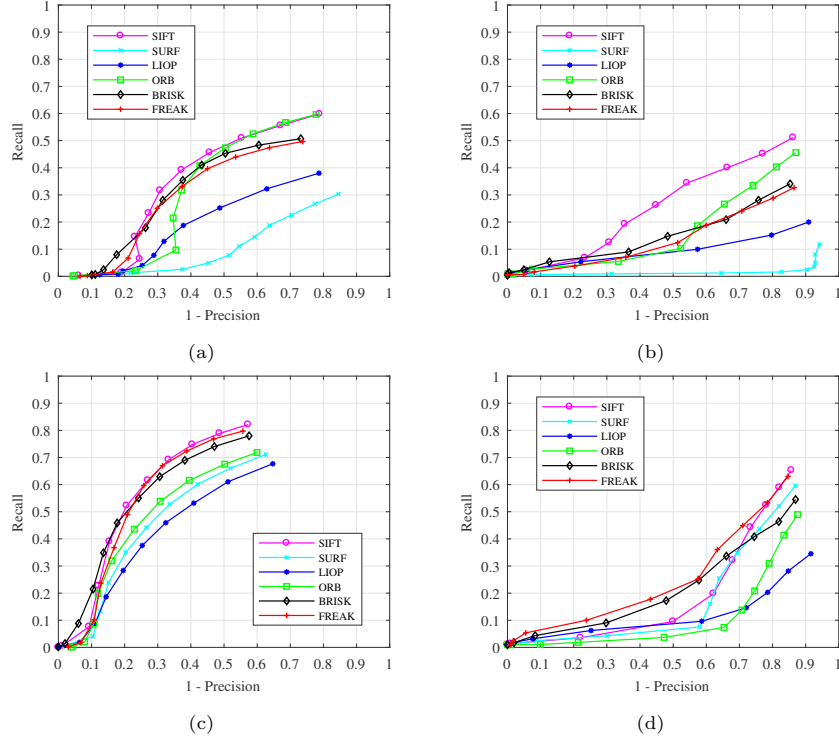 1
0.9
0.8
0.7
0.6
0.5
0.4
0.3
0.2
0.1
0
Recall
SIFT
SURF
LIOP
ORB
BRISK
FREAK
0 0.1 0.2 0.3 0.4 0.5 0.6 0.7 0.8 0.9 1
1 - Precision
(a)
1
0.9
0.8
0.7
0.6
0.5
0.4
0.3
0.2
0.1
0
Recall
SIFT
SURF
LIOP
ORB
BRISK
FREAK
0 0.1 0.2 0.3 0.4 0.5 0.6 0.7 0.8 0.9 1
1 - Precision
(b)
1
0.9
0.8
0.7
0.6
0.5
0.4
0.3
0.2
0.1
0
Recall
SIFT
SURF
LIOP
ORB
BRISK
FREAK
0 0.1 0.2 0.3 0.4 0.5 0.6 0.7 0.8 0.9 1
1 - Precision
(c)
1
0.9
0.8
0.7
0.6
0.5
0.4
0.3
0.2
0.1
0
Recall
SIFT
SURF
LIOP
ORB
BRISK
FREAK
0 0.1 0.2 0.3 0.4 0.5 0.6 0.7 0.8 0.9 1
1 - Precision
(d)